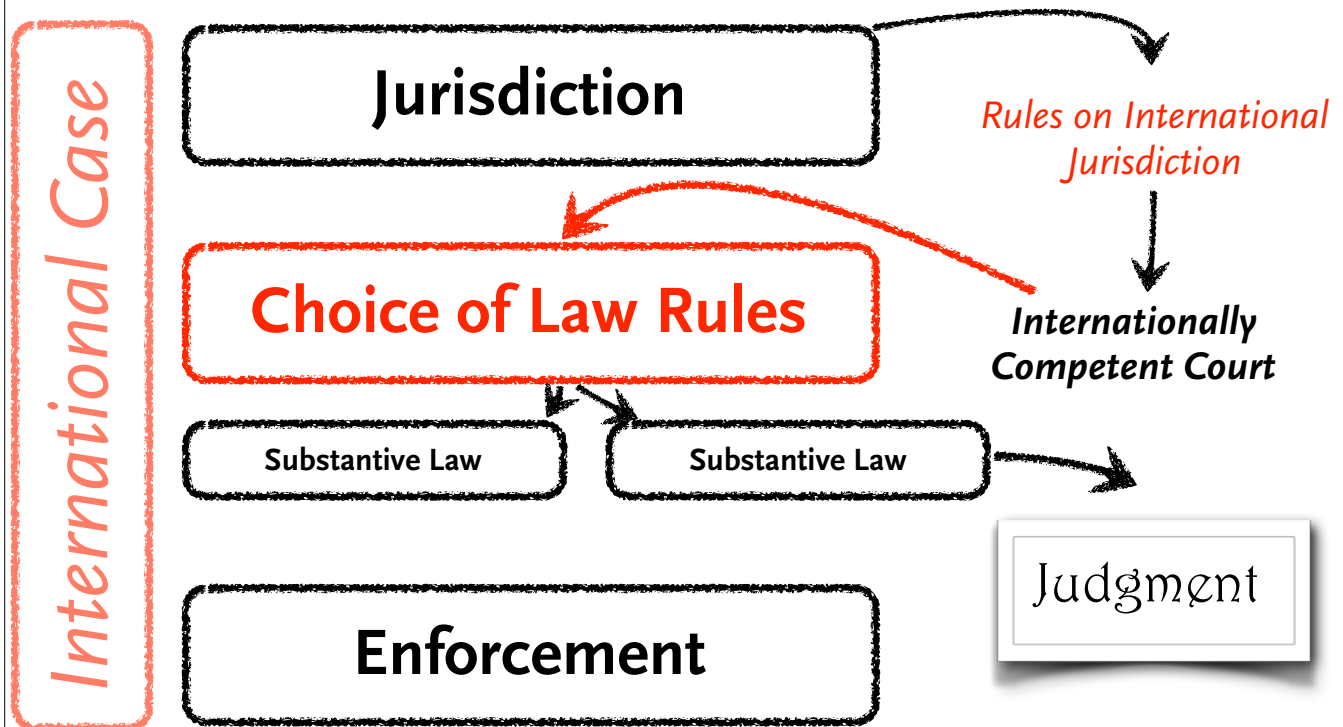 International Case
Jurisdiction
Rules on International
Jurisdiction
Choice of Law Rules
Internationally
Competent Court
Substantive Law
Substantive Law
Judgment
Enforcement